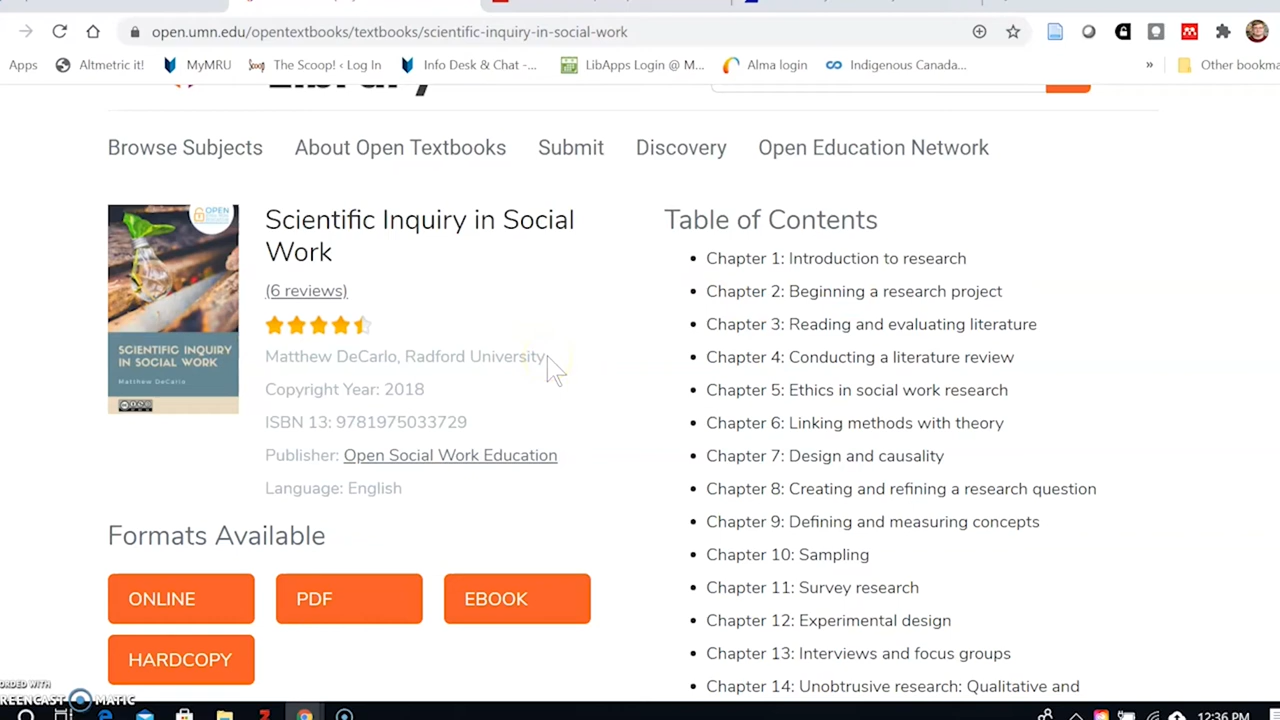 open.umn.edu/opentextbooks/textbooks/scientific-inquiry-in-social-work
Apps Altmetric it! MyMRU The Scoop! ‹ Log In Info Desk & Chat -... LibApps Login @ M... Alma login Indigenous Canada... » Other bookma
Browse Subjects About Open Textbooks Submit Discovery Open Education Network
Scientific Inquiry in Social
Work
(6 reviews)
Matthew DeCarlo, Radford University
Copyright Year: 2018
ISBN 13: 9781975033729
Publisher: Open Social Work Education
Language: English
OPEN
SCIENTIFIC INQUIRY
IN SOCIAL WORK
Matthew DeCarlo
Formats Available
ONLINE PDF EBOOK
HARDCOPY
Table of Contents
Chapter 1: Introduction to research
Chapter 2: Beginning a research project
Chapter 3: Reading and evaluating literature
Chapter 4: Conducting a literature review
Chapter 5: Ethics in social work research
Chapter 6: Linking methods with theory
Chapter 7: Design and causality
Chapter 8: Creating and refining a research question
Chapter 9: Defining and measuring concepts
Chapter 10: Sampling
Chapter 11: Survey research
Chapter 12: Experimental design
Chapter 13: Interviews and focus groups
Chapter 14: Unobtrusive research: Qualitative and
ORDED WITH
REENCAST MATIC
12:36 PM